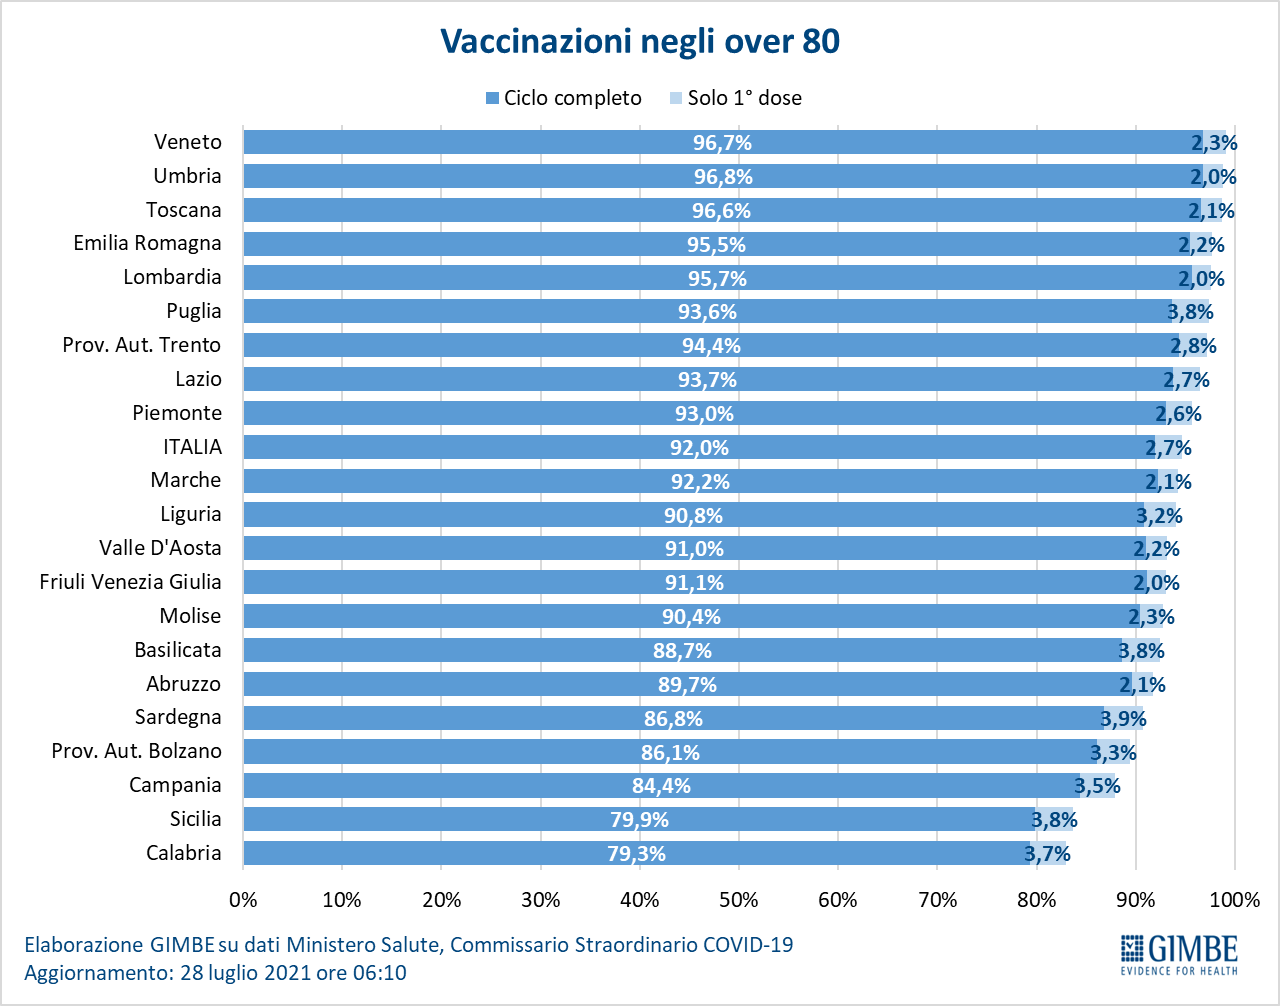 Vaccinazioni negli over 80
Ciclo completo Solo 1° dose
Veneto 96,7% 2,3%
Umbria 96,8% 2,0%
Toscana 96,6% 2,1%
Emilia Romagna 95,5% 2,2%
Lombardia 95,7% 2,0%
Puglia 93,6% 3,8%
Prov. Aut. Trento 94,4% 2,8%
Lazio 93,7% 2,7%
Piemonte 93,0% 2,6%
ITALIA 92,0% 2,7%
Marche 92,2% 2,1%
Liguria 90,8% 3,2%
Valle D'Aosta 91,0% 2,2%
Friuli Venezia Giulia 91,1% 2,0%
Molise 90,4% 2,3%
Basilicata 88,7% 3,8%
Abruzzo 89,7% 2,1%
Sardegna 86,8% 3,9%
Prov. Aut. Bolzano 86,1% 3,3%
Campania 84,4% 3,5%
Sicilia 79,9% 3,8%
Calabria 79,3% 3,7%
0% 10% 20% 30% 40% 50% 60% 70% 80% 90% 100%
Elaborazione GIMBE su dati Ministero Salute, Commissario Straordinario COVID-19
Aggiornamento: 28 luglio 2021 ore 06:10
GIMBE
EVIDENCE FOR HEALTH